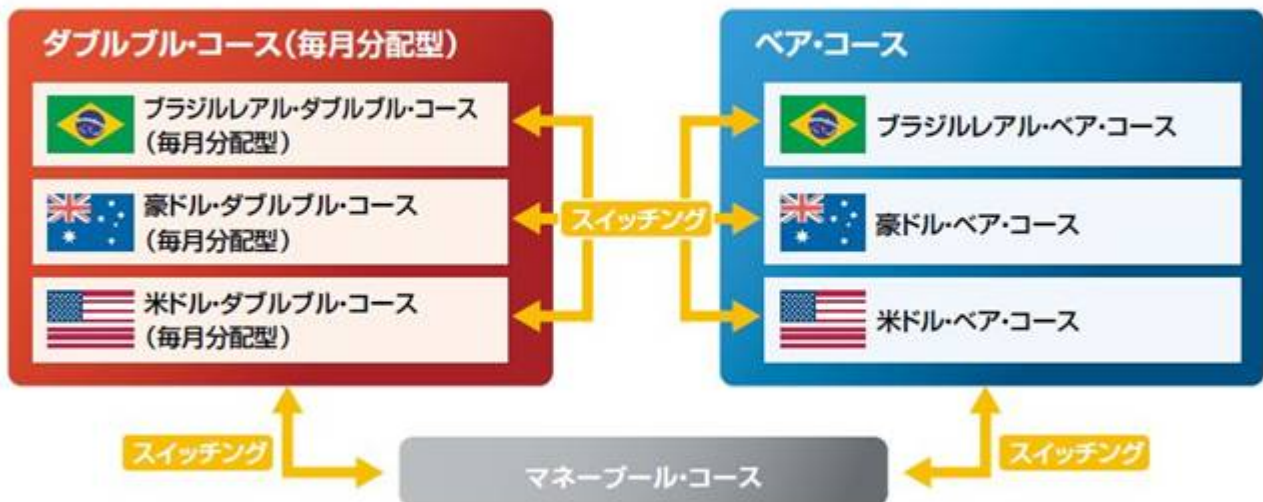 ダブルブル・コース(毎月分配型)
ブラジルレアル・ダブルブル・コース
(毎月分配型)
豪ドル・ダブルブル・コース
(毎月分配型)
米ドル・ダブルブル・コース
(毎月分配型)
スイッチング
ベア・コース
ブラジルレアル・ベア・コース
豪ドル・ベア・コース
米ドル・ベア・コース
スイッチング
マネープール・コース
スイッチング